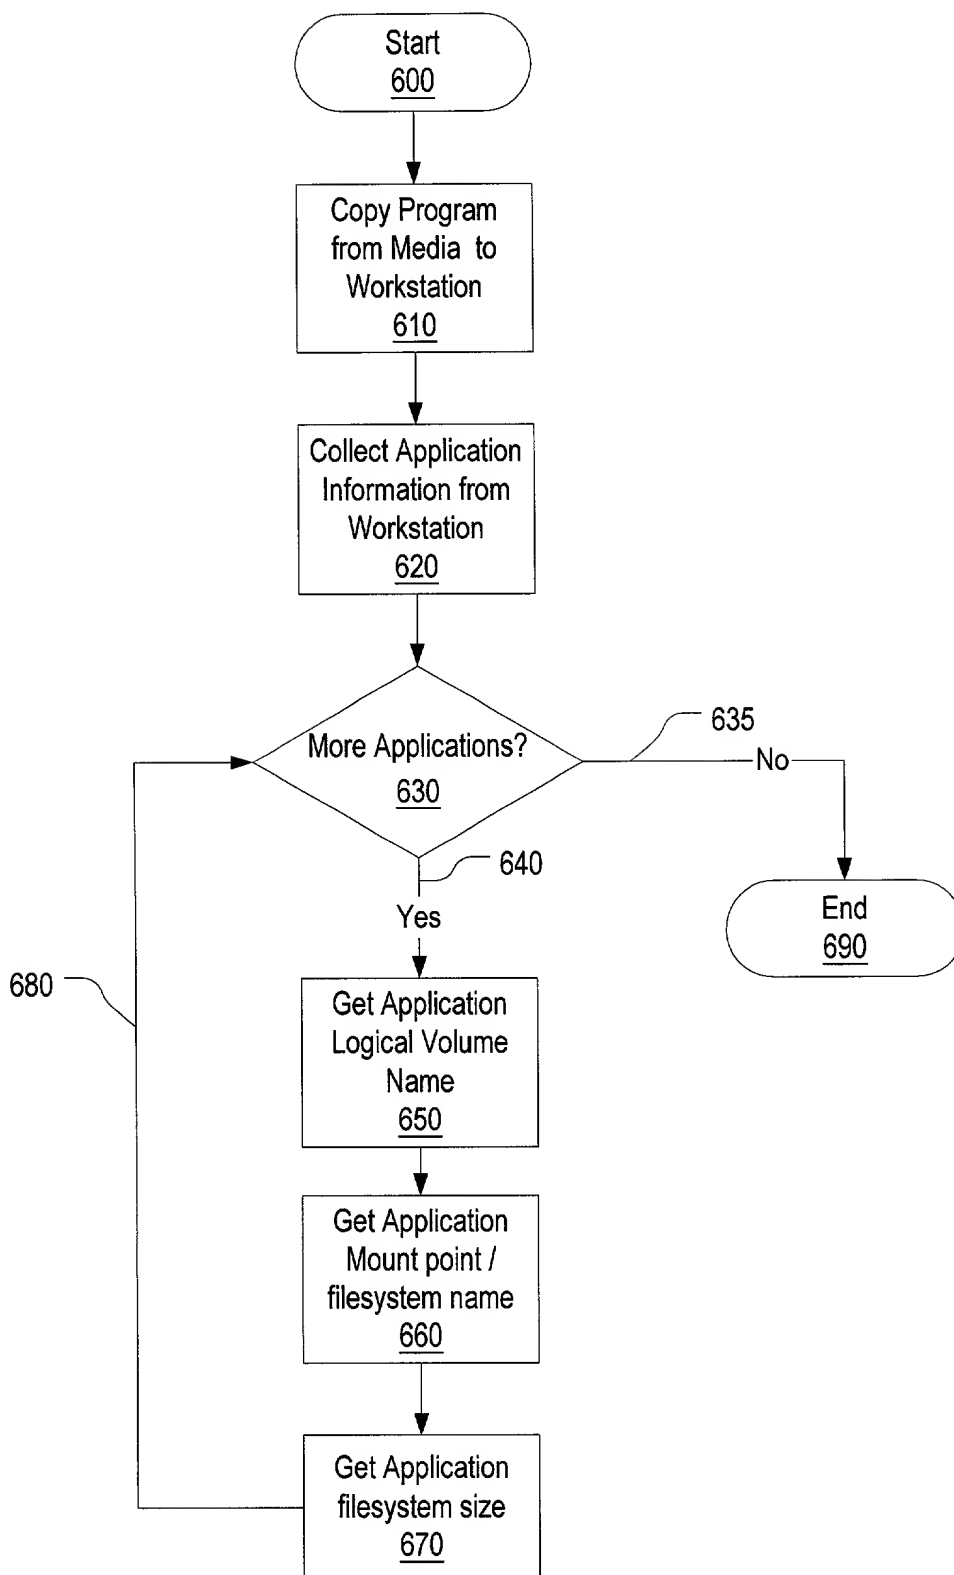 Start
600
Copy Program
from Media to
Workstation
610
Collect Application
Information from
Workstation
620
More Applications?
630
635
No
640
Yes
End
690
680
Get Application
Logical Volume
Name
650
Get Application
Mount point /
filesystem name
660
Get Application
filesystem size
670